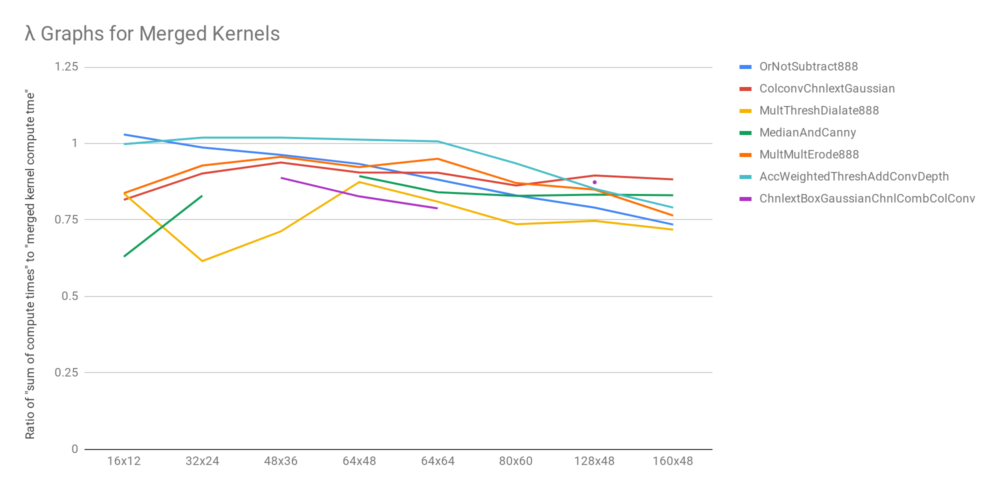 λ Graphs for Merged Kernels
Ratio of "sum of compute times" to "merged kernel compute tme"
1.25
1
0.75
0.5
0.25
0
16x12
32x24
48x36
64x48
64x64
80x60
128x48
160x48
OrNotSubtract888
ColconvChnlextGaussian
MultThreshDialate888
MedianAndCanny
MultMultErode888
AccWeightedThreshAddConvDepth
ChnlextBoxGaussianChnlCombColConv